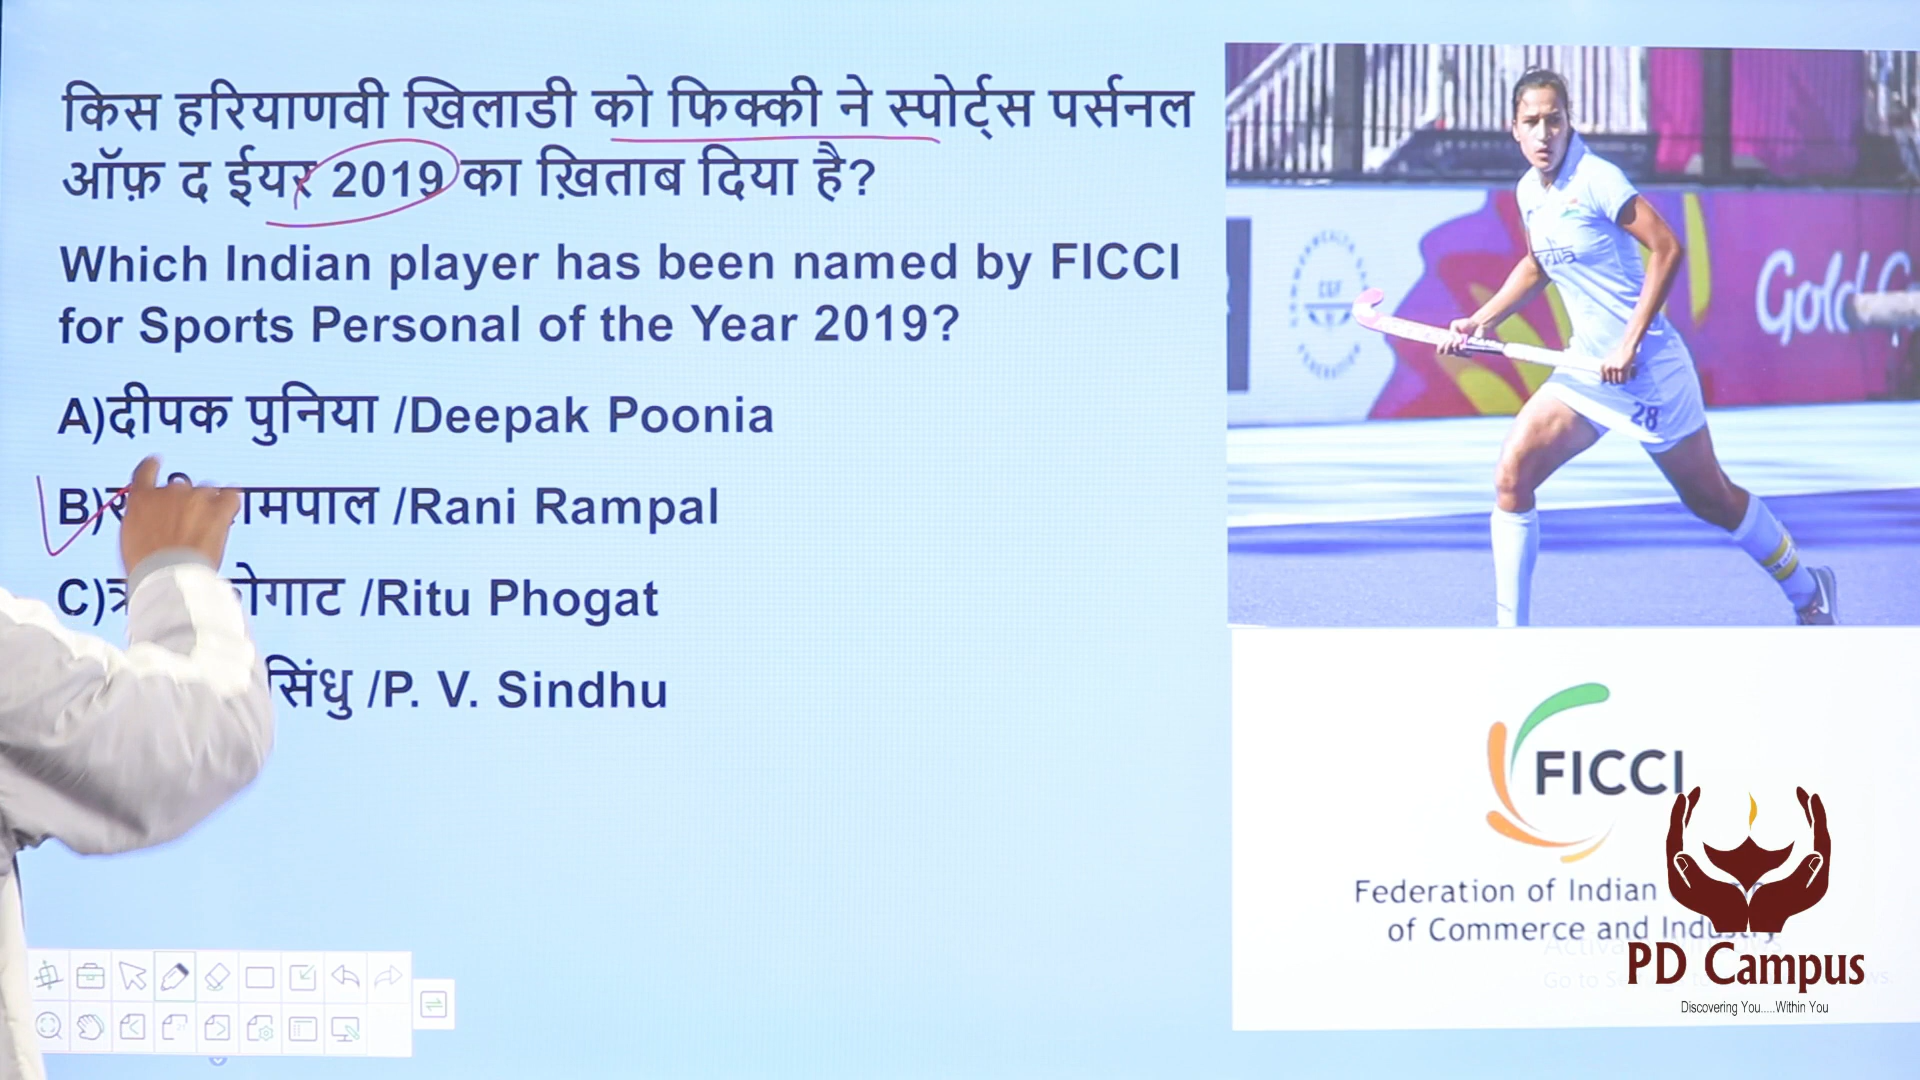 किस हरियाणवी खिलाडी को फिक्की ने स्पोर्ट्स पर्सनल
ऑफ़ द ईयर 2019 का ख़िताब दिया है?
Which Indian player has been named by FICCI
for Sports Personal of the Year 2019?
A)दीपक पुनिया /Deepak Poonia
B) /Rani Rampal
C) /Ritu Phogat
सिंधु /P. V. Sindhu
28
FICCI
Federation of Indian
of Commerce and Industry
PD Campus
Discovering You.....Within You